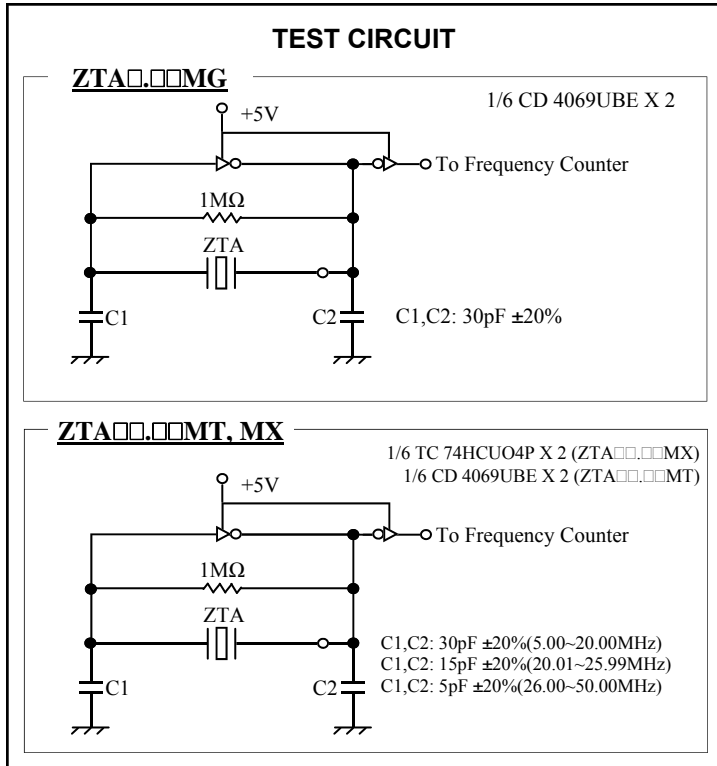 TEST CIRCUIT
ZTA□.□□MG
1/6 CD 4069UBE X 2
+5V
To Frequency Counter
1MΩ
ZTA
C1
C2
C1,C2: 30pF ±20%
ZTA□□.□□MT, MX
1/6 TC 74HCUO4P X 2 (ZTA□□.□□MX)
1/6 CD 4069UBE X 2 (ZTA□□.□□MT)
+5V
To Frequency Counter
1MΩ
ZTA
C1,C2: 30pF ±20%(5.00~20.00MHz)
C1,C2: 15pF ±20%(20.01~25.99MHz)
C1,C2: 5pF ±20%(26.00~50.00MHz)
C1
C2